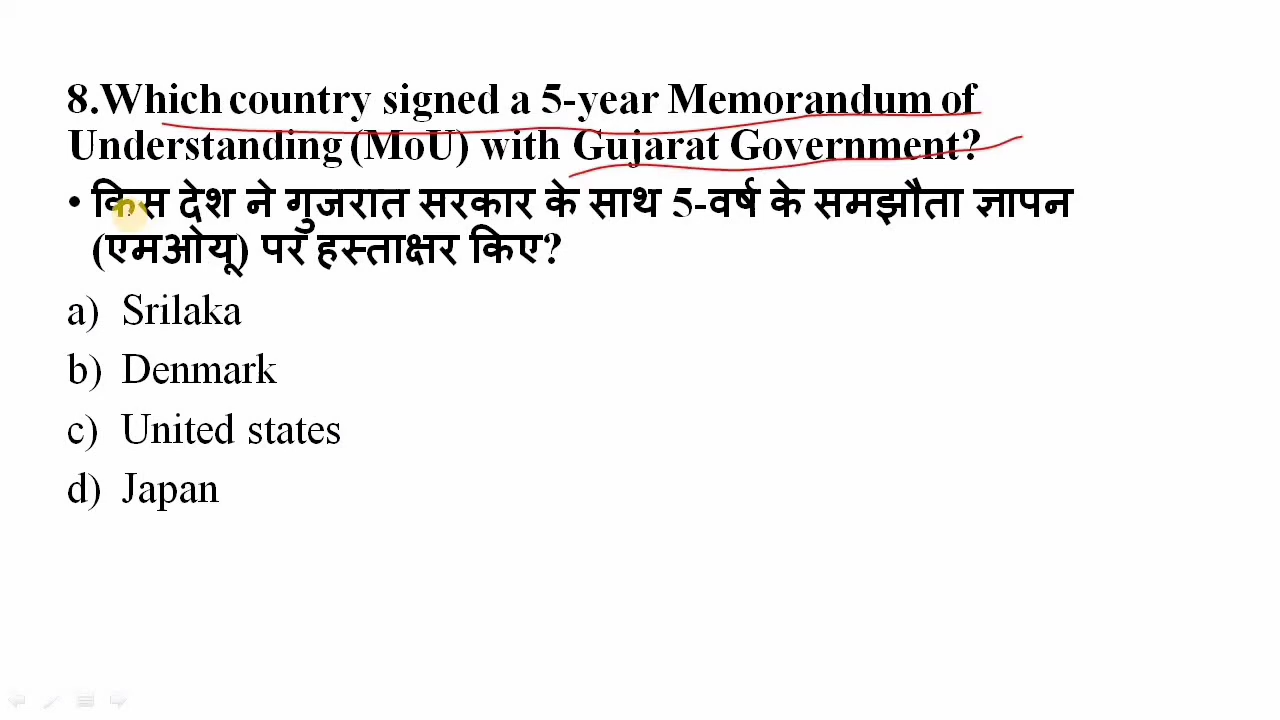 8.Which country signed a 5-year Memorandum of
Understanding (MoU) with Gujarat Government?
• किस देश ने गुजरात सरकार के साथ 5-वर्ष के समझौता ज्ञापन
(एमओयू) पर हस्ताक्षर किए?
a) Srilaka
b) Denmark
c) United states
d) Japan